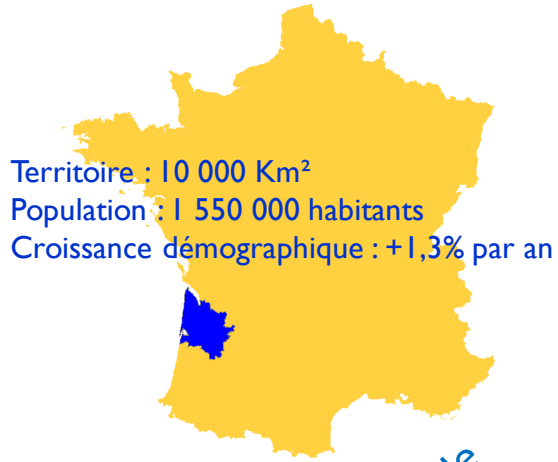 Territoire : 10 000 Km²
Population : 1 550 000 habitants
Croissance démographique : +1,3% par an